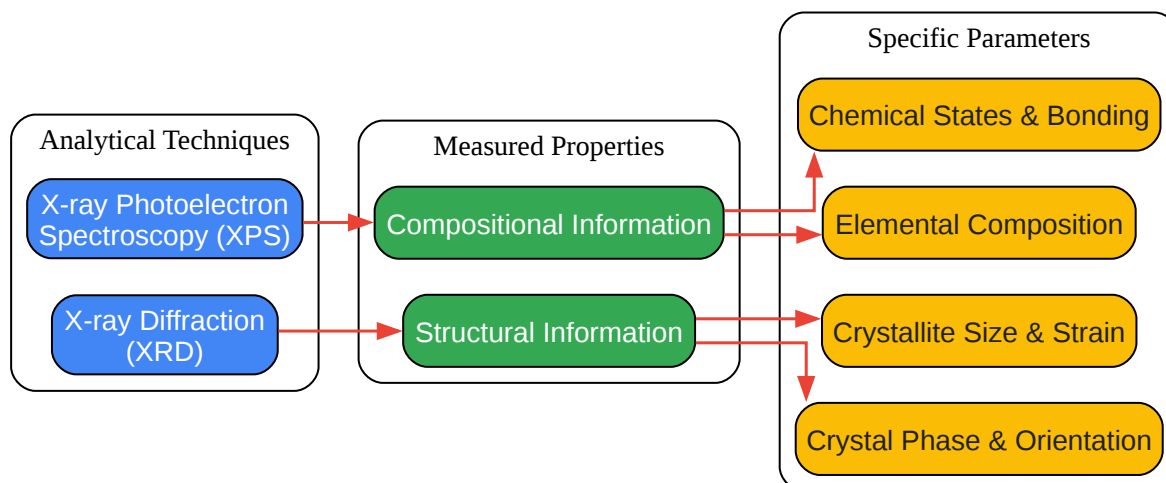 Analytical Techniques
X-ray Photoelectron
Spectroscopy (XPS)
X-ray Diffraction
(XRD)
Measured Properties
Compositional Information
Structural Information
Specific Parameters
Chemical States & Bonding
Elemental Composition
Crystallite Size & Strain
Crystal Phase & Orientation